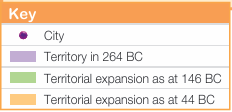 Key
City
Territory in 264 BC
Territorial expansion as at 146 BC
Territorial expansion as at 44 BC